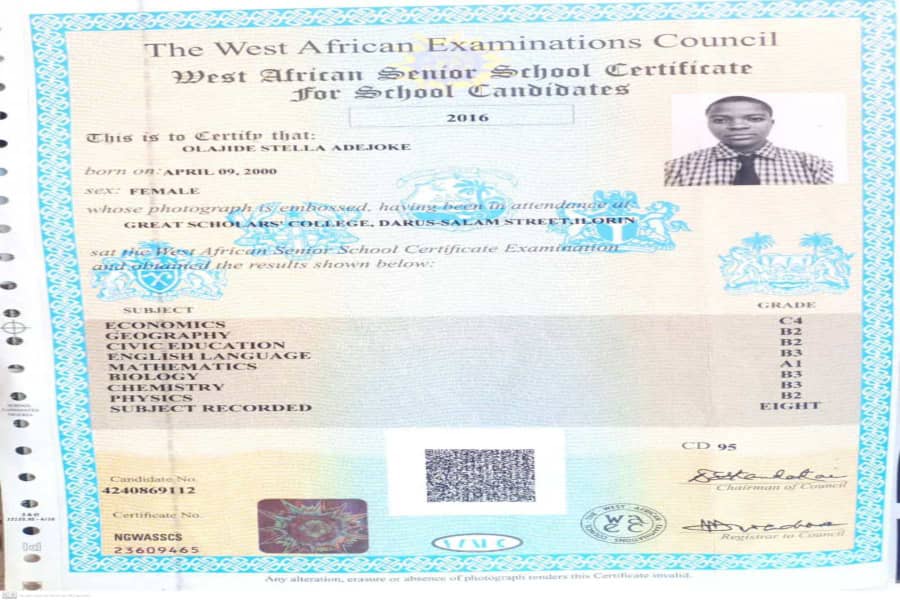 The West African Examinations Council
West African Senior School Certificate
For School Candidates
2016
This is to Certify that:
OLAJIDE STELLA ADEJOKE
born on: APRIL 09, 2000
sex: FEMALE
whose photograph is embossed, having been in attendance at:
GREAT SCHOLARS' COLLEGE, DARUS-SALAM STREET,ILORIN
sat the West African Senior School Certificate Examination
and obtained the results shown below:
SUBJECT GRADE
ECONOMICS C4
GEOGRAPHY B2
CIVIC EDUCATION B2
ENGLISH LANGUAGE B3
MATHEMATICS A1
BIOLOGY B3
CHEMISTRY B3
PHYSICS B2
SUBJECT RECORDED EIGHT
CD 95
Candidate No.
4240869112
Chairman of Council
Certificate No.
NGWASSCS
23609465
Registrar to Council
SCHOOL
CANDIDATES
NIGERIA
WAEC
Any alteration, erasure or absence of photograph renders this Certificate invalid.